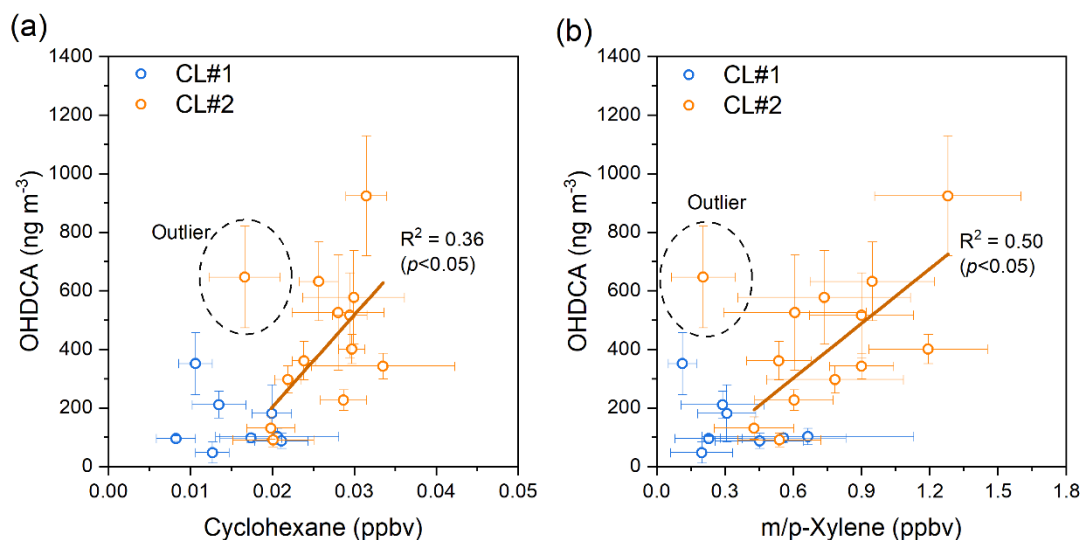 (a)
1400
1200
1000
800
600
400
200
0
OHDCA (ng m⁻³)
CL#1
CL#2
Outlier
R² = 0.36
(p<0.05)
0.00 0.01 0.02 0.03 0.04 0.05
Cyclohexane (ppbv)
(b)
1400
1200
1000
800
600
400
200
0
OHDCA (ng m⁻³)
CL#1
CL#2
Outlier
R² = 0.50
(p<0.05)
0.0 0.3 0.6 0.9 1.2 1.5 1.8
m/p-Xylene (ppbv)